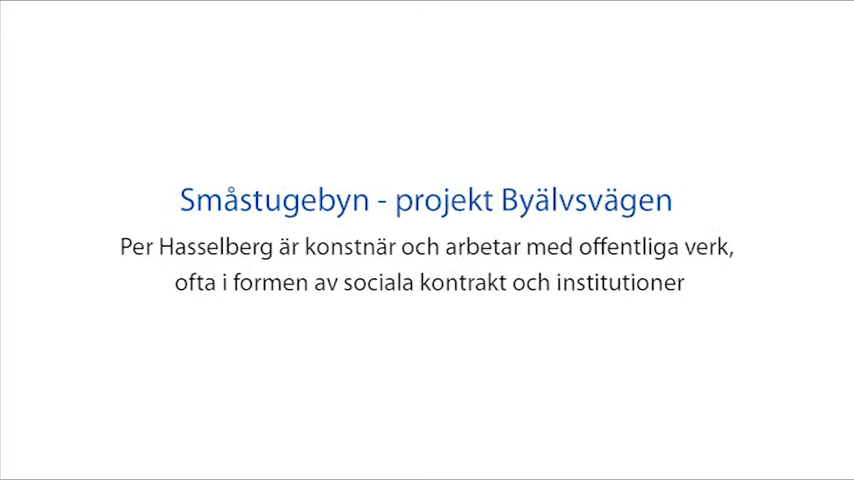 Småstugebyn - projekt Byälvsvägen
Per Hasselberg är konstnär och arbetar med offentliga verk,
ofta i formen av sociala kontrakt och institutioner